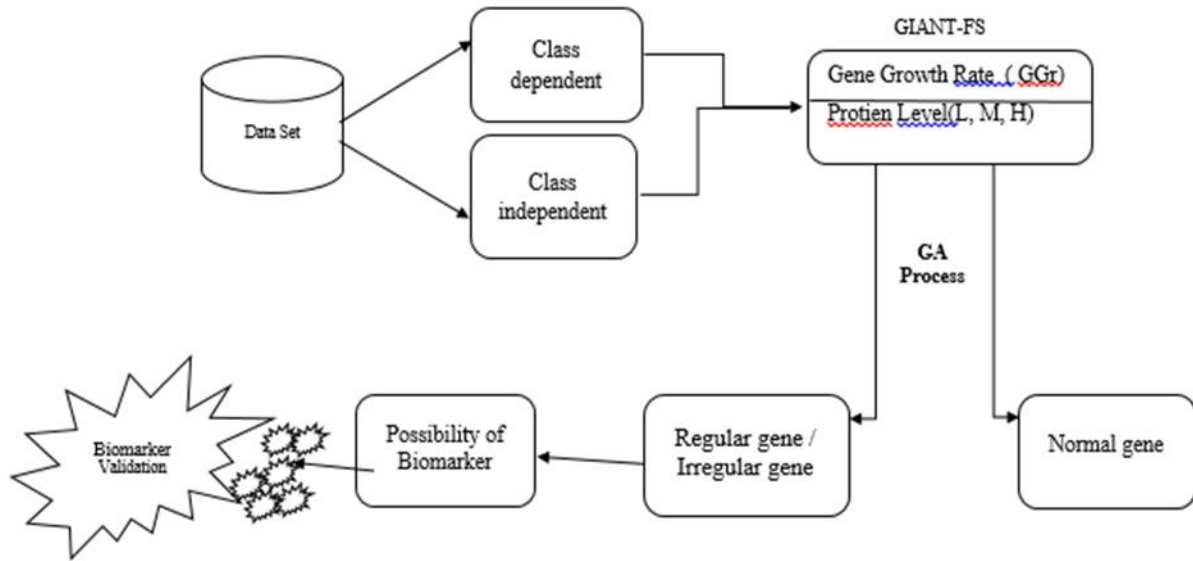 Data Set
Class
dependent
Class
independent
GIANT-FS
Gene Growth Rate ( GGr)
Protien Level(L, M, H)
GA
Process
Biomarker
Validation
Possibility of
Biomarker
Regular gene /
Irregular gene
Normal gene